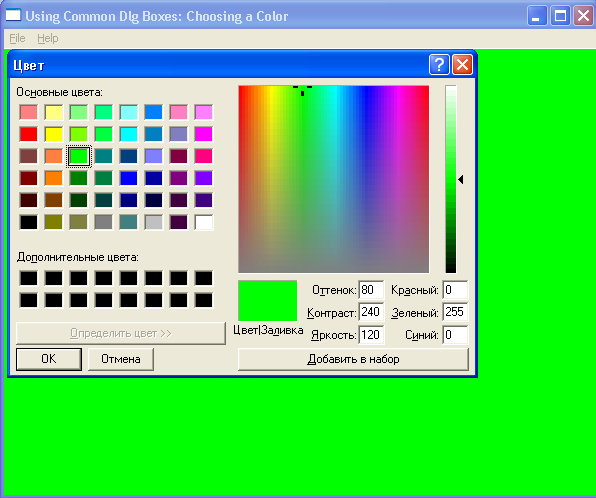 Using Common Dlg Boxes: Choosing a Color
File Help
Цвет
Основные цвета:
Дополнительные цвета:
Определить цвет >>
OK Отмена
Цвет|Заливка
Оттенок: 80 Красный: 0
Контраст: 240 Зеленый: 255
Яркость: 120 Синий: 0
Добавить в набор